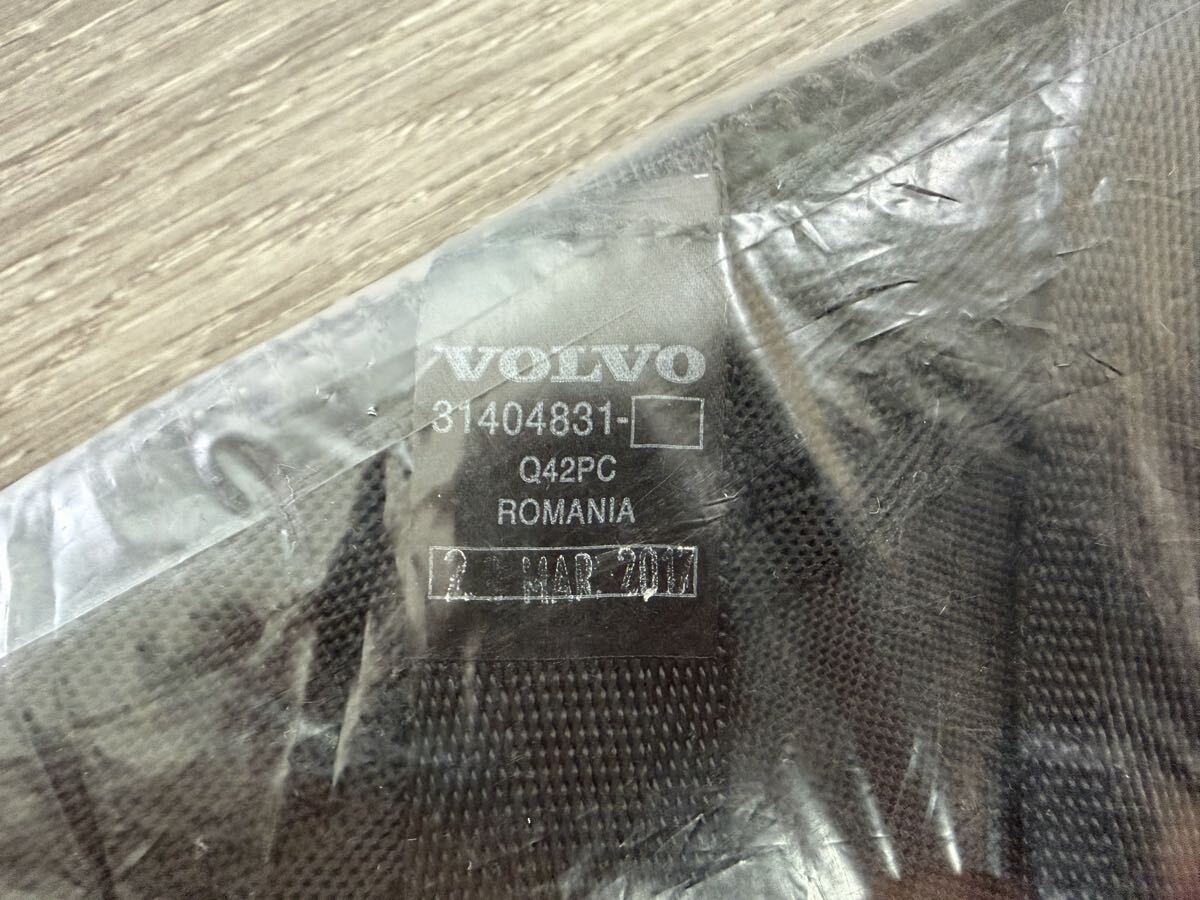 VOLVO
31404831-
Q42PC
ROMANIA
MAR. 2017